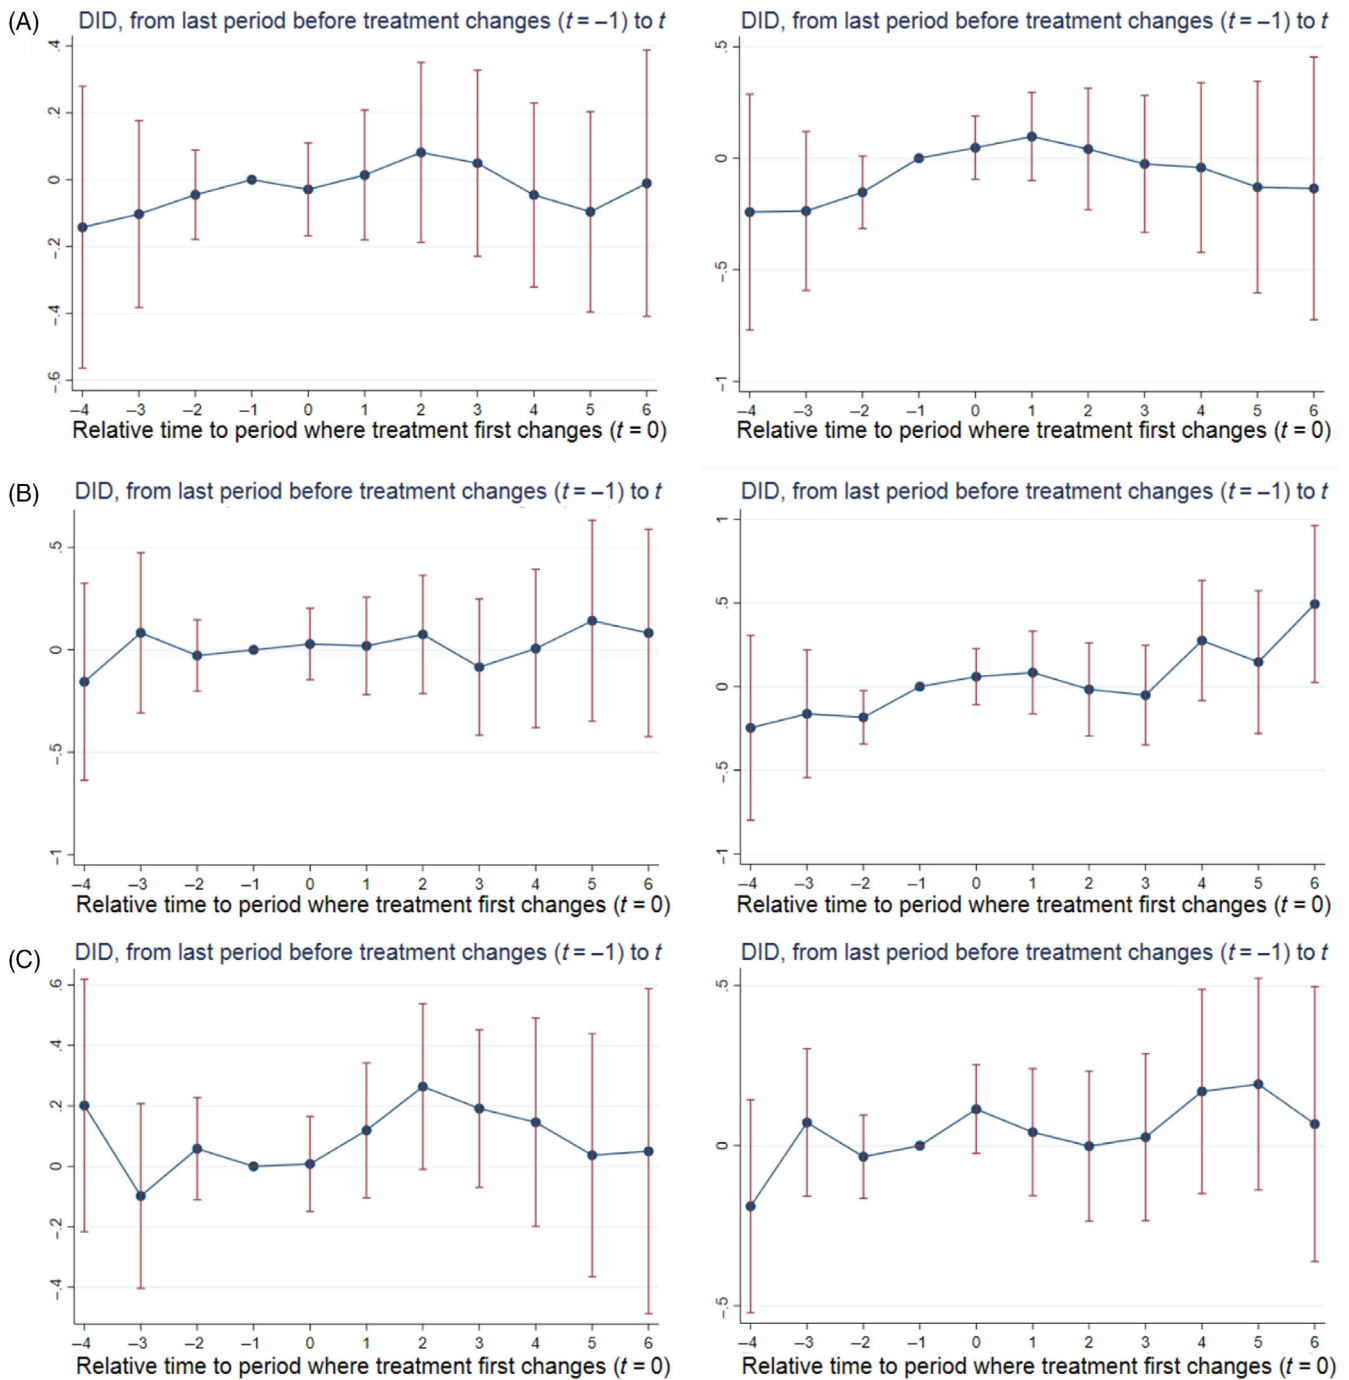 (A)
DID, from last period before treatment changes (t = –1) to t
.4
.2
0
–.2
–.4
–.6
–4 –3 –2 –1 0 1 2 3 4 5 6
Relative time to period where treatment first changes (t = 0)
DID, from last period before treatment changes (t = –1) to t
.5
0
–.5
–1
–4 –3 –2 –1 0 1 2 3 4 5 6
Relative time to period where treatment first changes (t = 0)
(B)
DID, from last period before treatment changes (t = –1) to t
.5
0
–.5
–1
–4 –3 –2 –1 0 1 2 3 4 5 6
Relative time to period where treatment first changes (t = 0)
DID, from last period before treatment changes (t = –1) to t
1
.5
0
–.5
–1
–4 –3 –2 –1 0 1 2 3 4 5 6
Relative time to period where treatment first changes (t = 0)
(C)
DID, from last period before treatment changes (t = –1) to t
.6
.4
.2
0
–.2
–.4
–4 –3 –2 –1 0 1 2 3 4 5 6
Relative time to period where treatment first changes (t = 0)
DID, from last period before treatment changes (t = –1) to t
.5
0
–.5
–4 –3 –2 –1 0 1 2 3 4 5 6
Relative time to period where treatment first changes (t = 0)